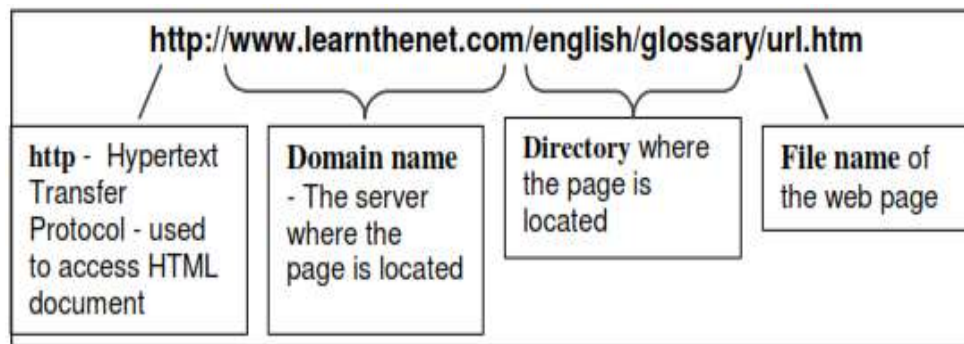 http://www.learnthenet.com/english/glossary/url.htm
http - Hypertext
Transfer
Protocol - used
to access HTML
document
Domain name
- The server
where the
page is located
Directory where
the page is
located
File name of
the web page